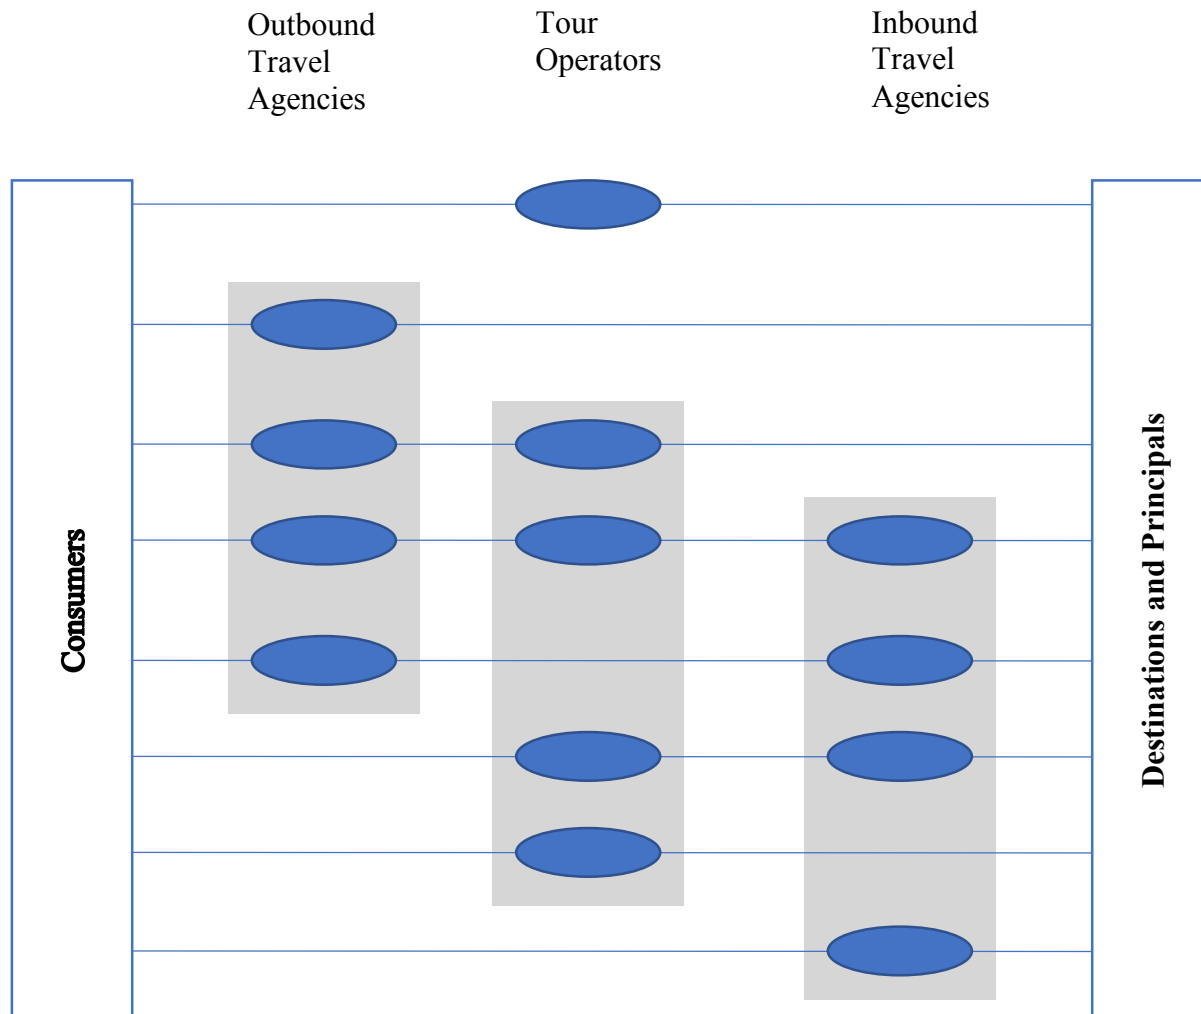 Outbound
Travel
Agencies
Tour
Operators
Inbound
Travel
Agencies
Consumers
Destinations and Principals